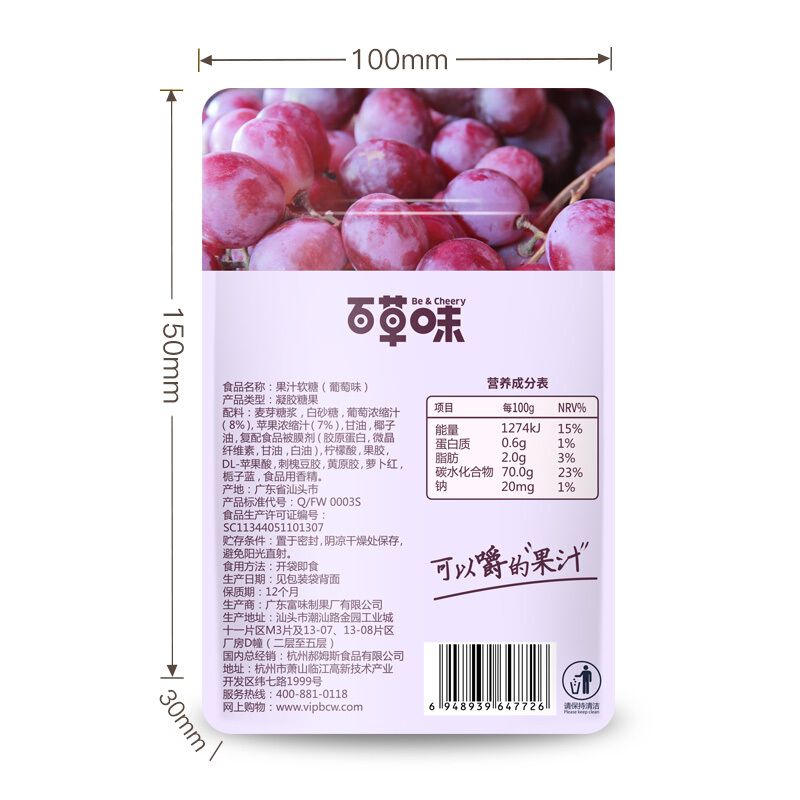 100mm
150mm
30mm
Be & Cheery
百草味
食品名称：果汁软糖（葡萄味）
产品类型：凝胶糖果
配料：麦芽糖浆，白砂糖，葡萄浓缩汁
(8%), 苹果浓缩汁(7%), 甘油, 椰子
油, 复配食品被膜剂(胶原蛋白, 微晶
纤维素, 甘油, 白油), 柠檬酸, 果胶,
DL-苹果酸, 刺槐豆胶, 黄原胶, 萝卜红,
栀子蓝, 食品用香精。
产地：广东省汕头市
产品标准代号：Q/FW 0003S
食品生产许可证编号：
SC11344051101307
贮存条件：置于密封, 阴凉干燥处保存,
避免阳光直射。
食用方法：开袋即食
生产日期：见包装袋背面
保质期：12个月
生产商：广东富味制果厂有限公司
生产地址：汕头市潮汕路金园工业城
十一片区M3片及13-07、13-08片区
厂房D幢（二层至五层）
国内总经销：杭州郝姆斯食品有限公司
地址：杭州市萧山临江高新技术产业
开发区纬七路1999号
服务热线：400-881-0118
网上购物：www.vipbcw.com
营养成分表
项目 每100g NRV%
能量 1274kJ 15%
蛋白质 0.6g 1%
脂肪 2.0g 3%
碳水化合物 70.0g 23%
钠 20mg 1%
可以嚼的"果汁"
6 948939 647726
请保持清洁
Please keep clean